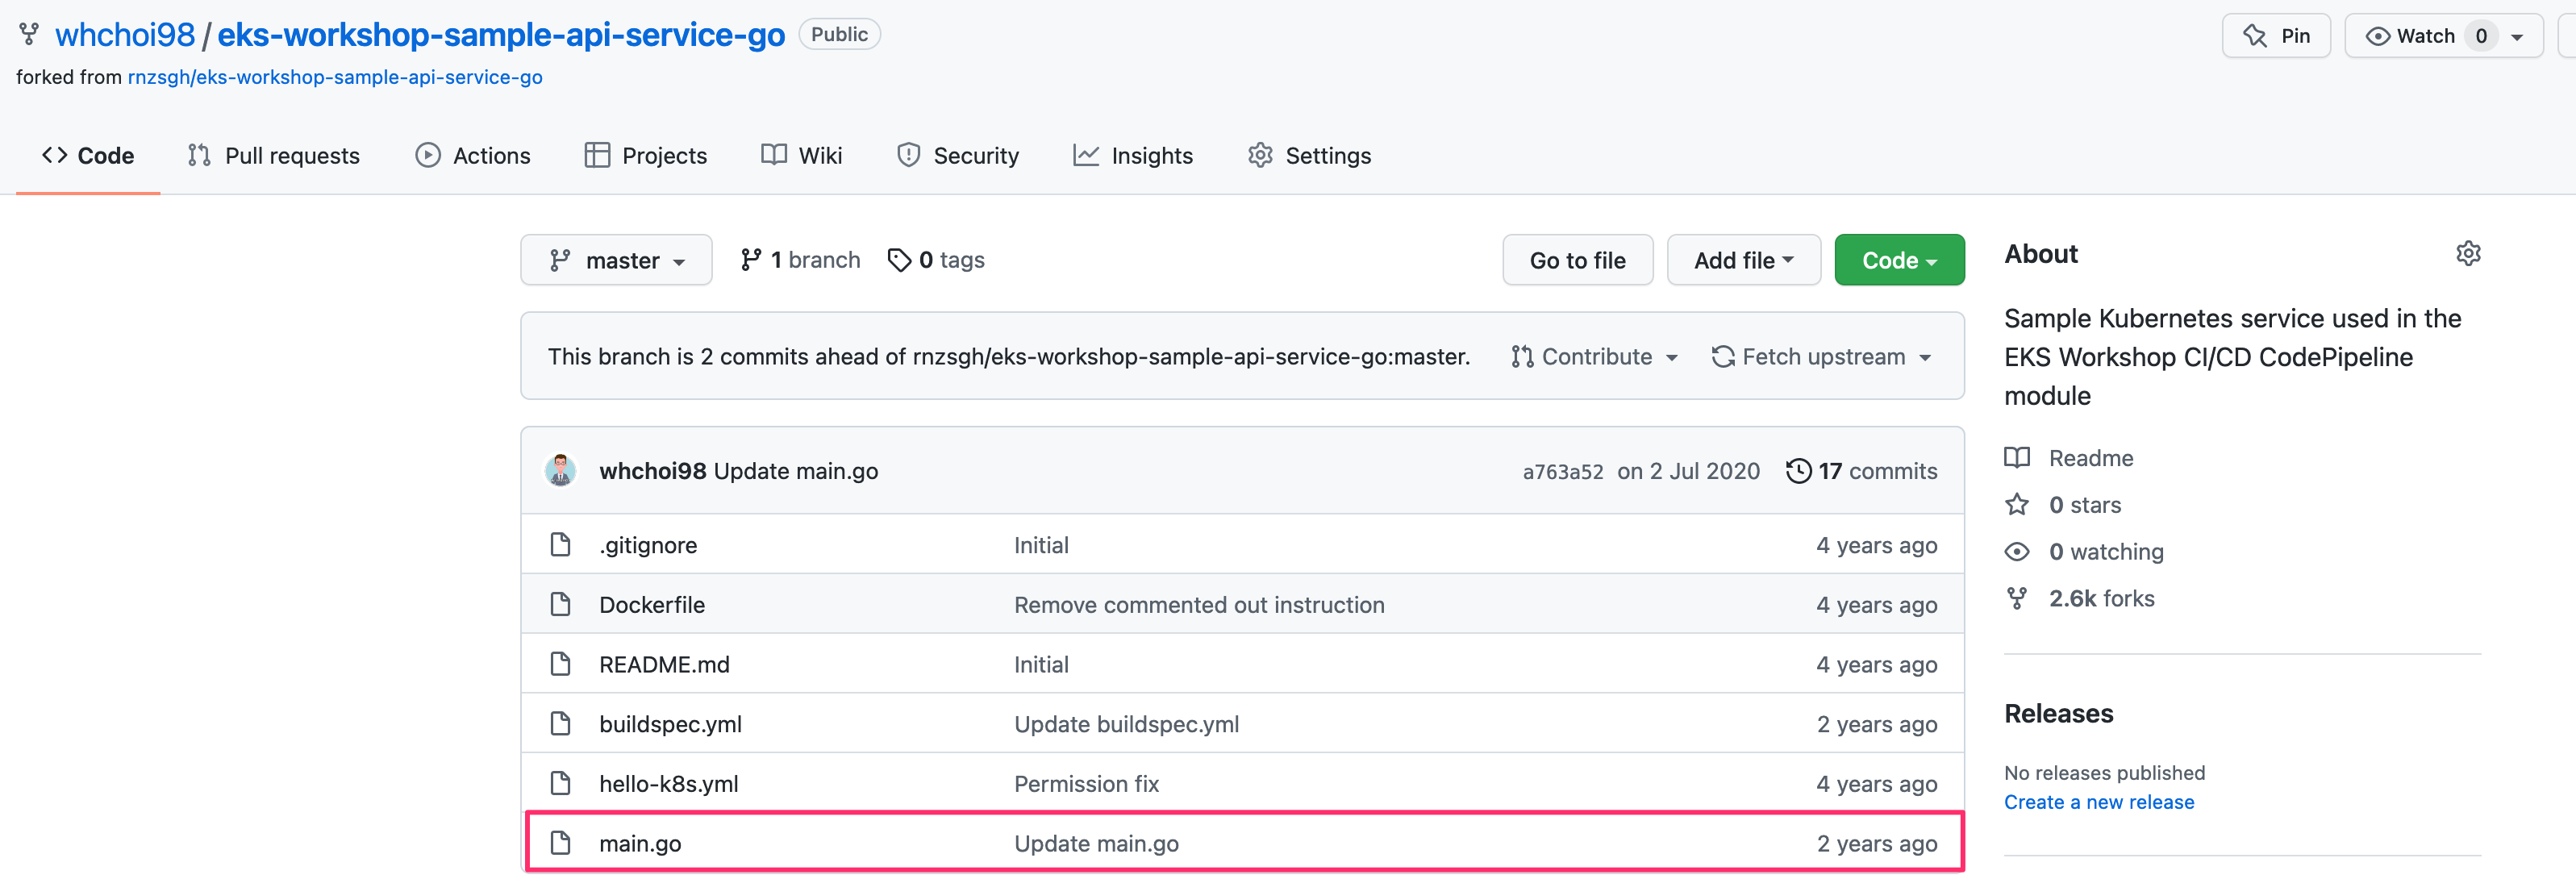 whchoi98 / eks-workshop-sample-api-service-go Public
Pin
Watch 0
forked from rnzsgh/eks-workshop-sample-api-service-go
Code Pull requests Actions Projects Wiki Security Insights Settings
master 1 branch 0 tags Go to file Add file Code
This branch is 2 commits ahead of rnzsgh/eks-workshop-sample-api-service-go:master. Contribute Fetch upstream
whchoi98 Update main.go a763a52 on 2 Jul 2020 17 commits
.gitignore Initial 4 years ago
Dockerfile Remove commented out instruction 4 years ago
README.md Initial 4 years ago
buildspec.yml Update buildspec.yml 2 years ago
hello-k8s.yml Permission fix 4 years ago
main.go Update main.go 2 years ago
About
Sample Kubernetes service used in the
EKS Workshop CI/CD CodePipeline
module
Readme
0 stars
0 watching
2.6k forks
Releases
No releases published
Create a new release